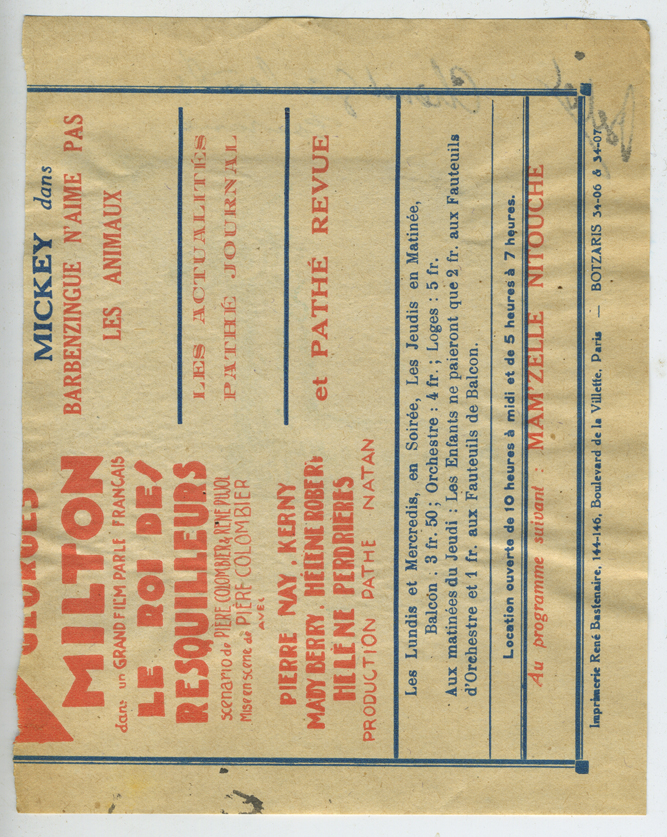 GEORGES
MILTON
dans un GRAND FILM PARLÉ FRANÇAIS
LE ROI DES
RESQUILLEURS
scénario de PIÈRE COLOMBIER & RENÉ PUJOL
Mise en scène de PIÈRE COLOMBIER
AVEC
PIERRE NAY, KERNY
MADY BERRY, HÉLÈNE ROBERT
HÉLÈNE PERDRIÈRES
PRODUCTION PATHÉ NATAN
MICKEY dans
BARBENZINGUE N'AIME PAS
LES ANIMAUX
LES ACTUALITÉS
PATHÉ JOURNAL
et PATHÉ REVUE
Les Lundis et Mercredis, en Soirée, Les Jeudis en Matinée,
Balcon : 3 fr. 50 ; Orchestre : 4 fr. ; Loges : 5 fr.
Aux matinées du Jeudi : Les Enfants ne paieront que 2 fr. aux Fauteuils
d'Orchestre et 1 fr. aux Fauteuils de Balcon.
Location ouverte de 10 heures à midi et de 5 heures à 7 heures.
Au programme suivant : MAM'ZELLE NITOUCHE
Imprimerie René Bastenaire, 144-146, Boulevard de la Villette, Paris — BOTZARIS 34-06 & 34-07